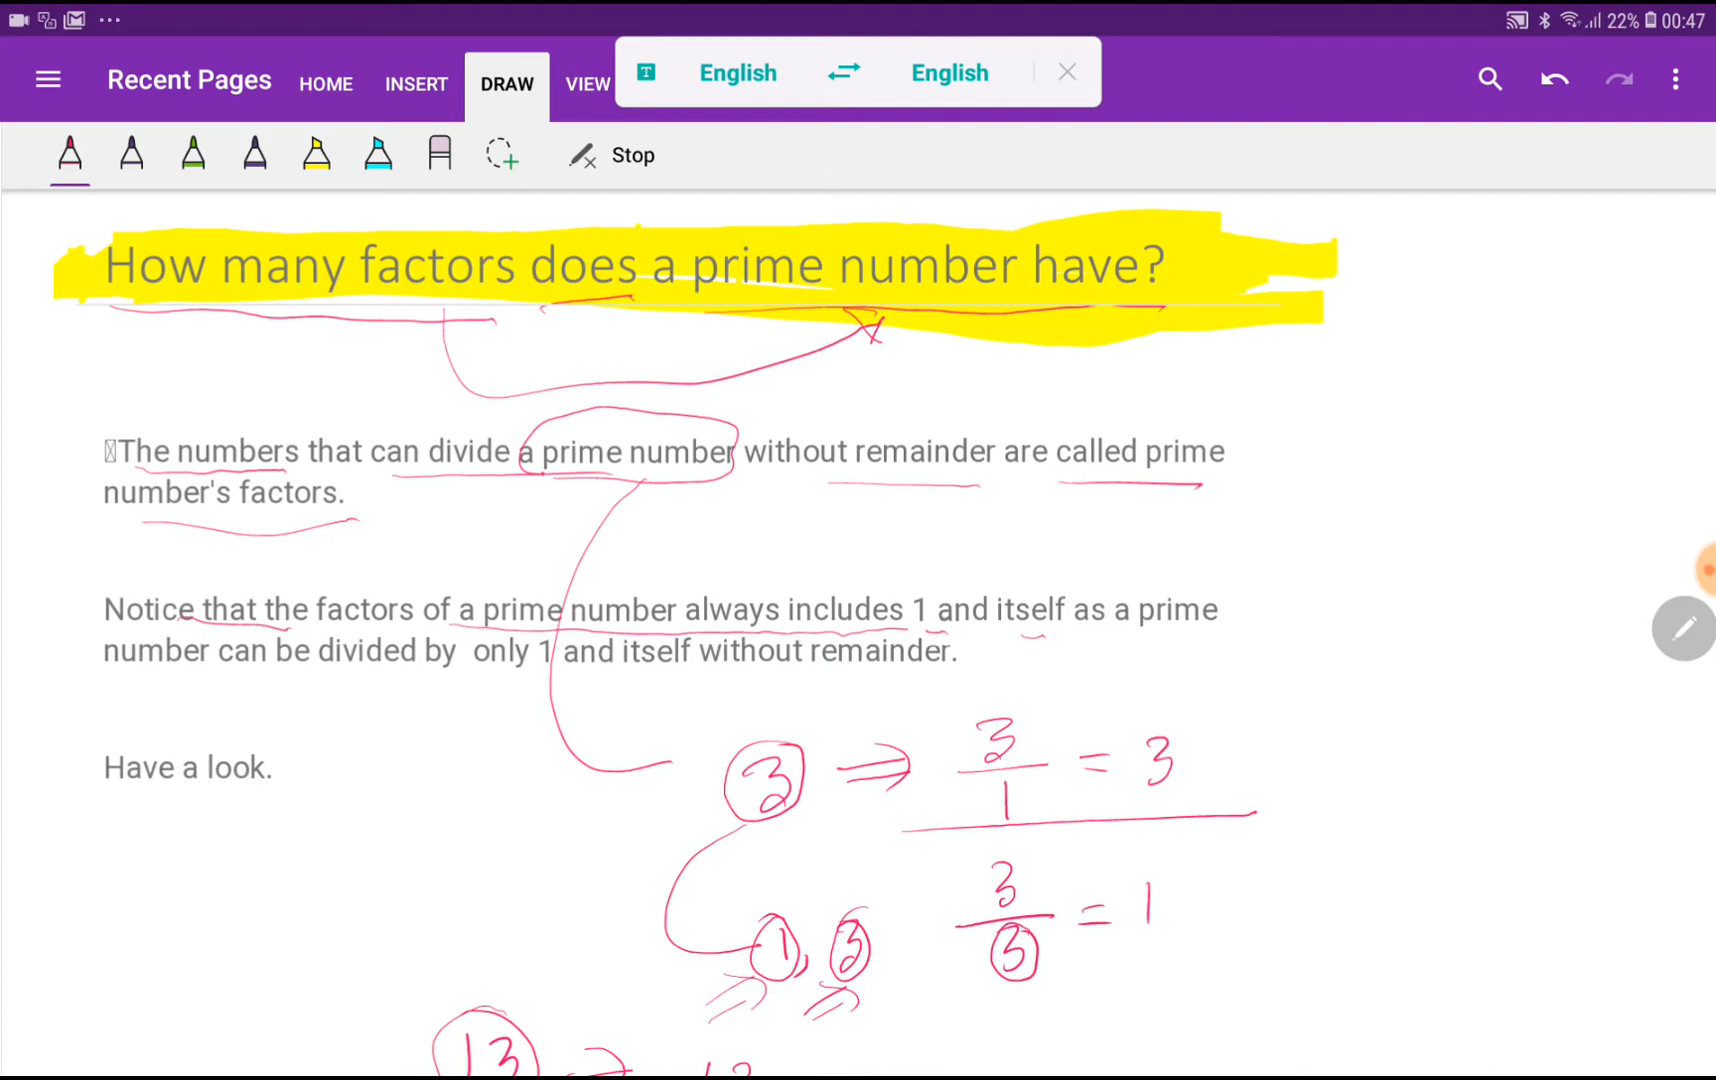 22% 00:47
Recent Pages HOME INSERT DRAW VIEW English English
Stop
How many factors does a prime number have?
The numbers that can divide a prime number without remainder are called prime
number's factors.
Notice that the factors of a prime number always includes 1 and itself as a prime
number can be divided by only 1 and itself without remainder.
Have a look.
3 ⇒ 3/1 = 3
3/3 = 1
1, 3
13 ⇒